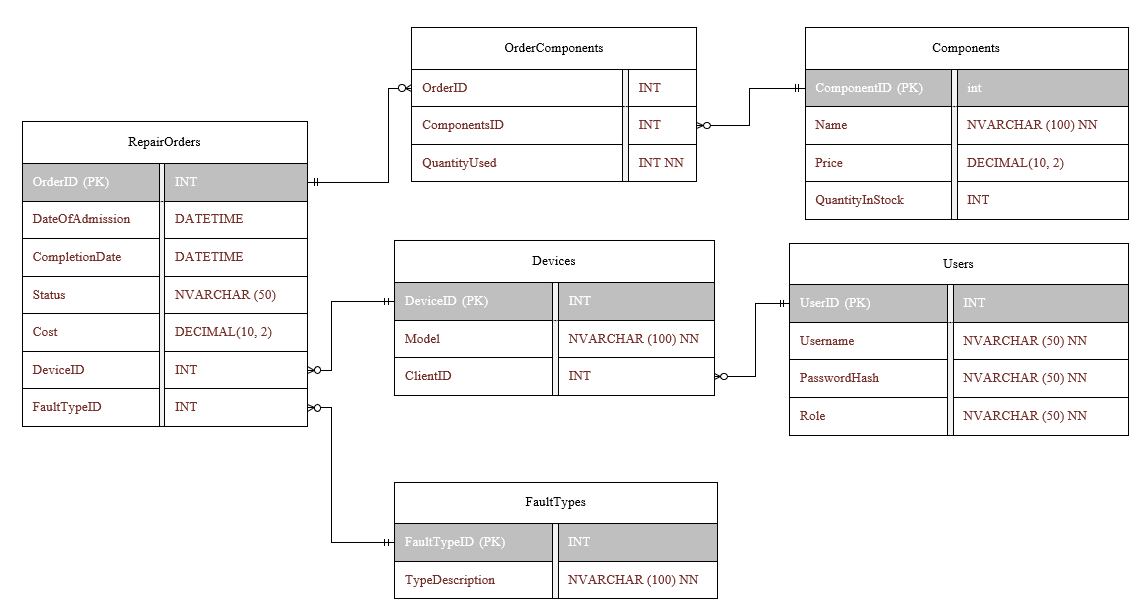 OrderComponents
OrderID INT
ComponentsID INT
QuantityUsed INT NN
Components
ComponentID (PK) int
Name NVARCHAR (100) NN
Price DECIMAL(10, 2)
QuantityInStock INT
RepairOrders
OrderID (PK) INT
DateOfAdmission DATETIME
CompletionDate DATETIME
Status NVARCHAR (50)
Cost DECIMAL(10, 2)
DeviceID INT
FaultTypeID INT
Devices
DeviceID (PK) INT
Model NVARCHAR (100) NN
ClientID INT
Users
UserID (PK) INT
Username NVARCHAR (50) NN
PasswordHash NVARCHAR (50) NN
Role NVARCHAR (50) NN
FaultTypes
FaultTypeID (PK) INT
TypeDescription NVARCHAR (100) NN